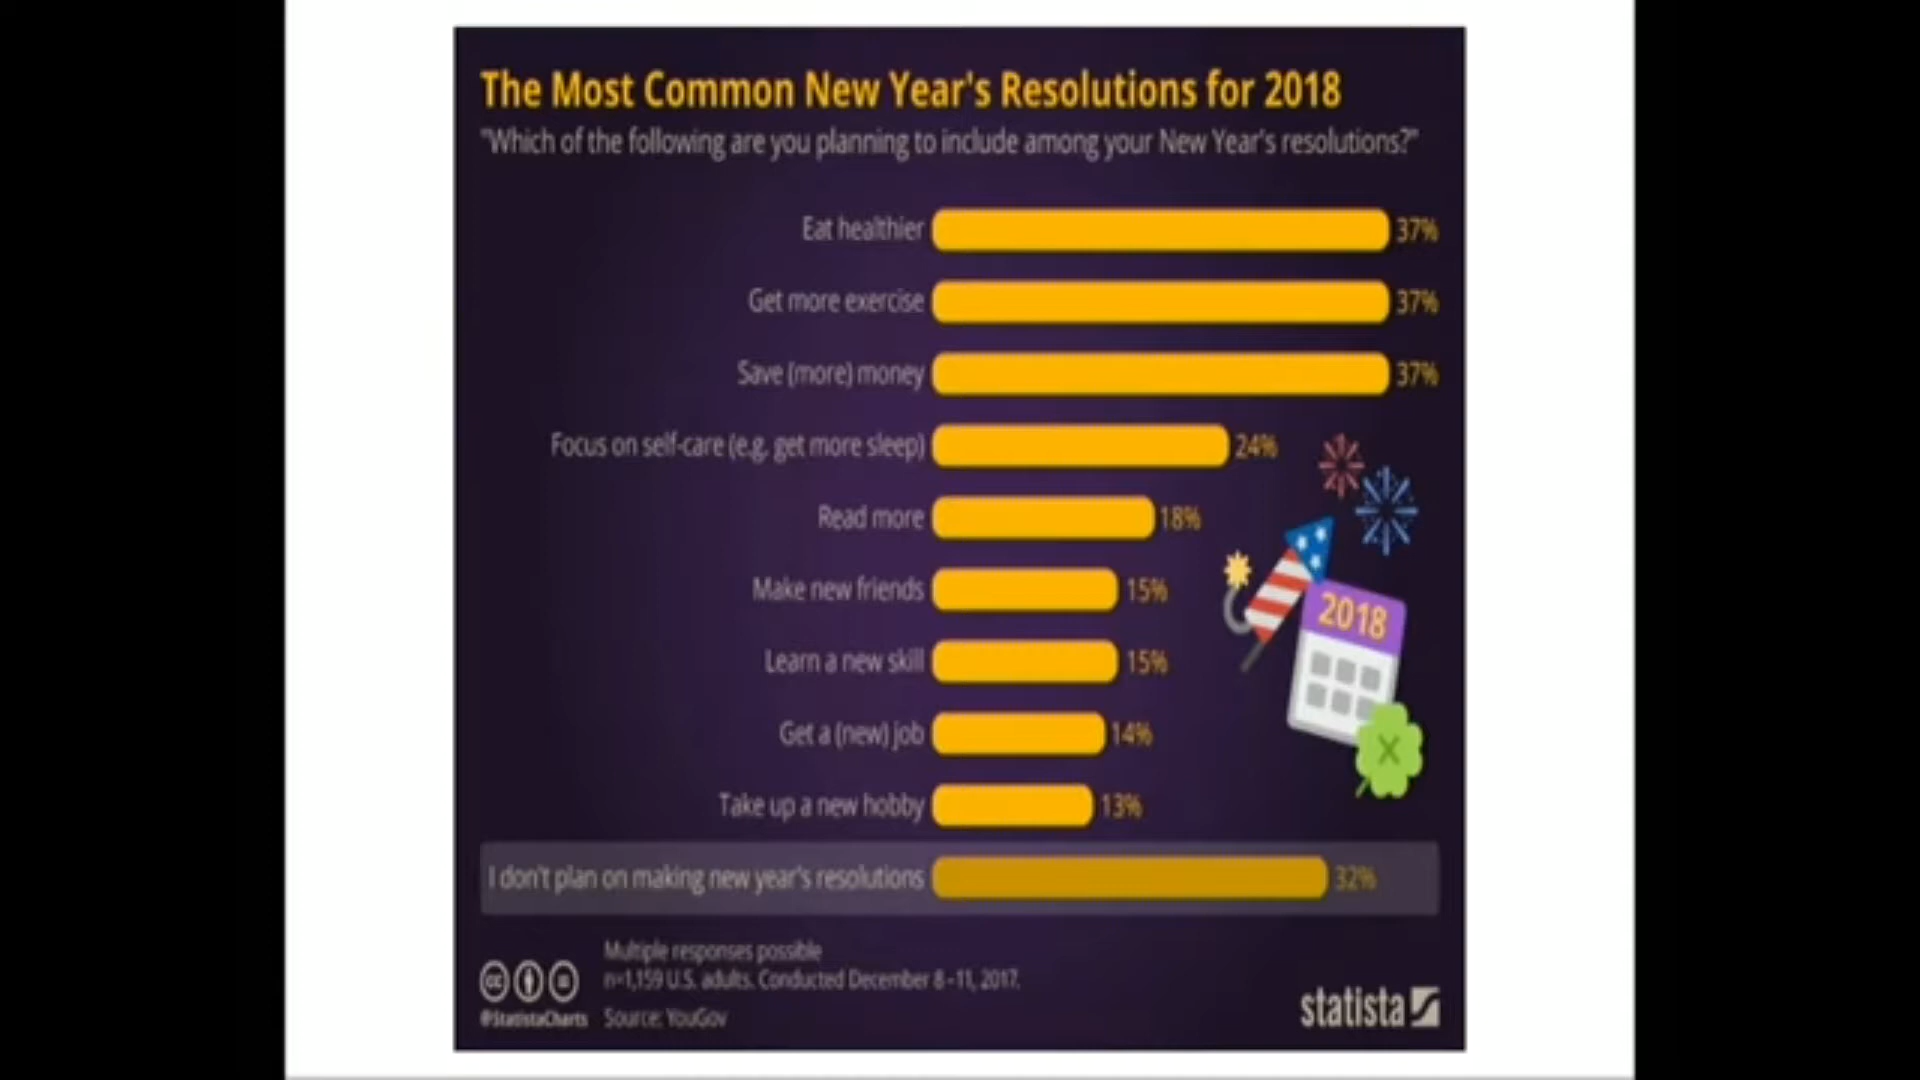 The Most Common New Year's Resolutions for 2018
"Which of the following are you planning to include among your New Year's resolutions?"
Eat healthier 37%
Get more exercise 37%
Save (more) money 37%
Focus on self-care (e.g. get more sleep) 24%
Read more 18%
Make new friends 15%
Learn a new skill 15%
Get a (new) job 14%
Take up a new hobby 13%
I don't plan on making new year's resolutions 32%
2018
Multiple responses possible
n=1,159 U.S. adults. Conducted December 8-11, 2017.
@StatistaCharts Source: YouGov
statista